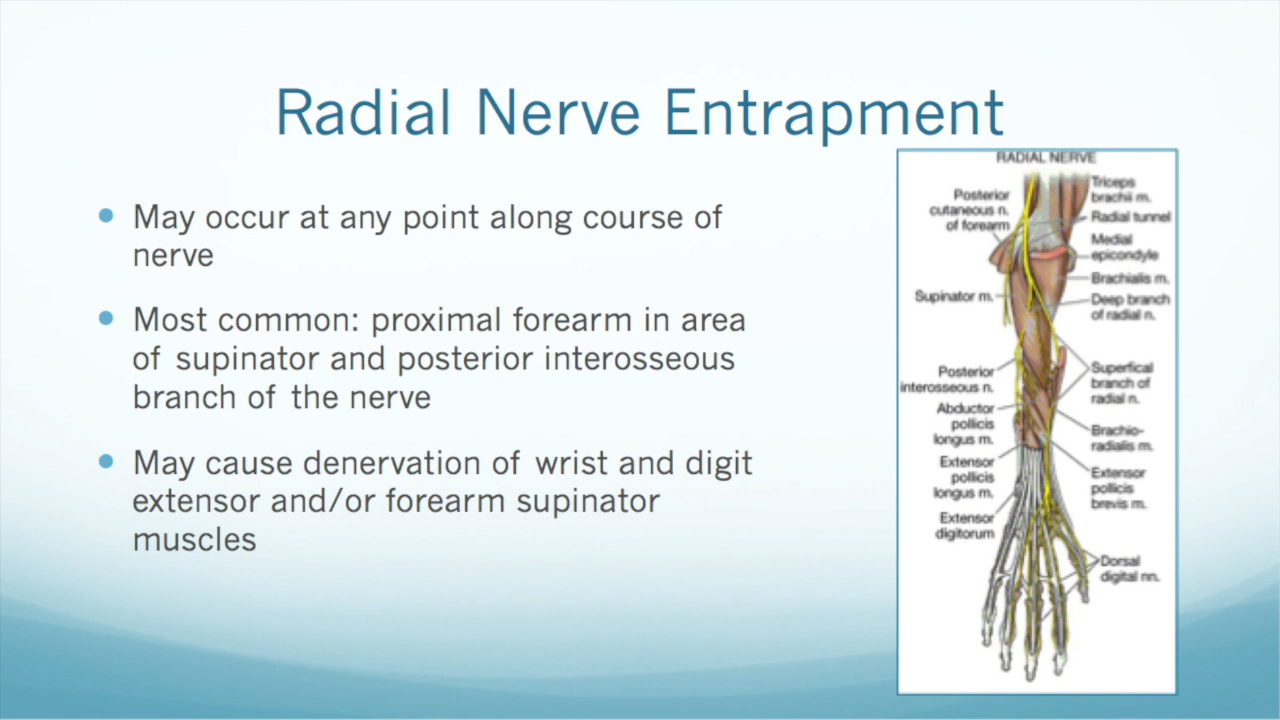 Radial Nerve Entrapment
May occur at any point along course of
nerve
Most common: proximal forearm in area
of supinator and posterior interosseous
branch of the nerve
May cause denervation of wrist and digit
extensor and/or forearm supinator
muscles
RADIAL NERVE
Posterior
cutaneous n.
of forearm
Supinator m.
Posterior
interosseous n.
Abductor
pollicis
longus m.
Extensor
pollicis
longus m.
Extensor
digitorum
Triceps
brachii m.
Radial tunnel
Medial
epicondyle
Brachialis m.
Deep branch
of radial n.
Superfical
branch of
radial n.
Brachio-
radialis m.
Extensor
pollicis
brevis m.
Dorsal
digital nn.